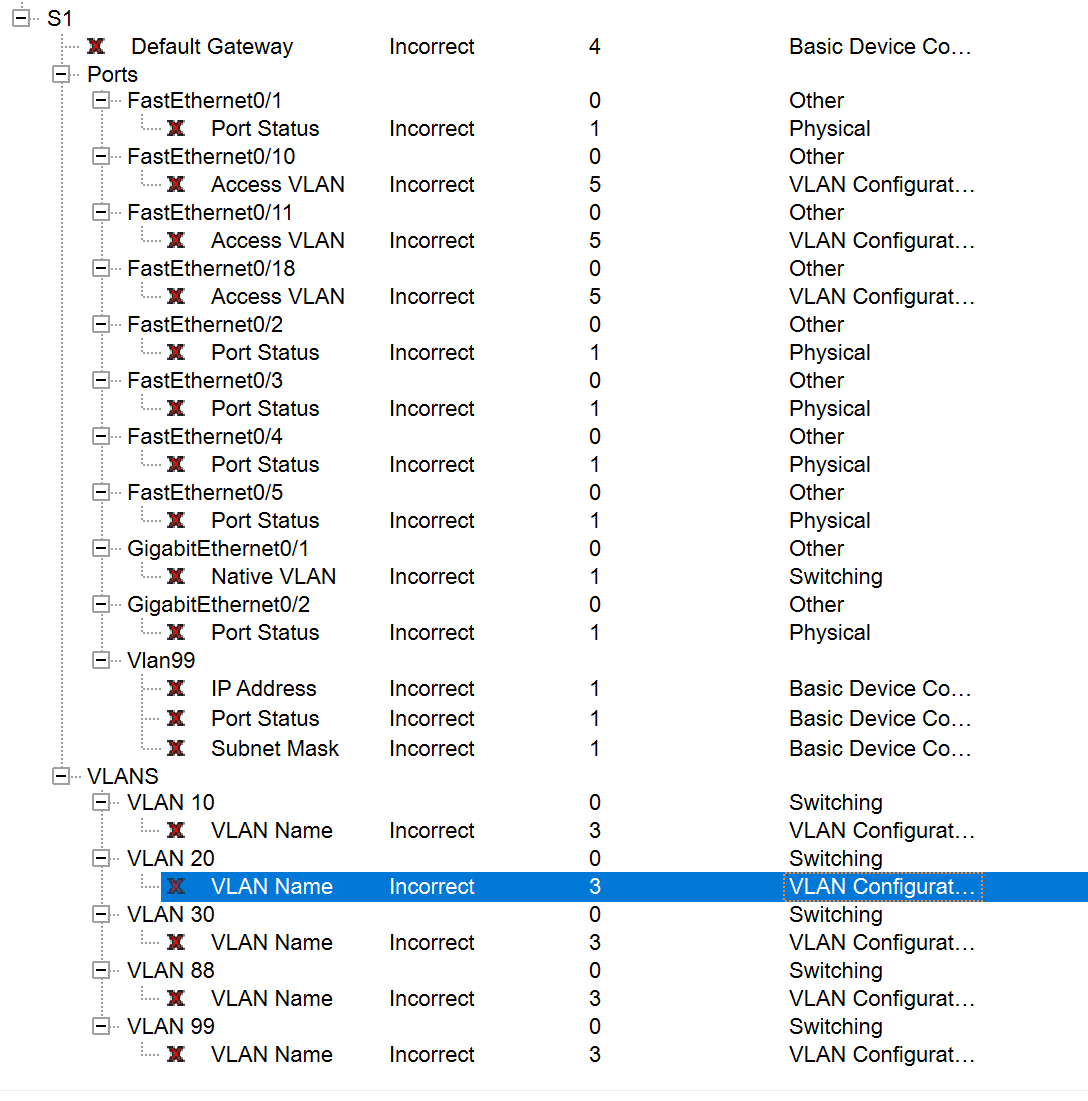 S1
Default Gateway Incorrect 4 Basic Device Co…
Ports
FastEthernet0/1 0 Other
Port Status Incorrect 1 Physical
FastEthernet0/10 0 Other
Access VLAN Incorrect 5 VLAN Configurat…
FastEthernet0/11 0 Other
Access VLAN Incorrect 5 VLAN Configurat…
FastEthernet0/18 0 Other
Access VLAN Incorrect 5 VLAN Configurat…
FastEthernet0/2 0 Other
Port Status Incorrect 1 Physical
FastEthernet0/3 0 Other
Port Status Incorrect 1 Physical
FastEthernet0/4 0 Other
Port Status Incorrect 1 Physical
FastEthernet0/5 0 Other
Port Status Incorrect 1 Physical
GigabitEthernet0/1 0 Other
Native VLAN Incorrect 1 Switching
GigabitEthernet0/2 0 Other
Port Status Incorrect 1 Physical
Vlan99
IP Address Incorrect 1 Basic Device Co…
Port Status Incorrect 1 Basic Device Co…
Subnet Mask Incorrect 1 Basic Device Co…
VLANS
VLAN 10 0 Switching
VLAN Name Incorrect 3 VLAN Configurat…
VLAN 20 0 Switching
VLAN Name Incorrect 3 VLAN Configurat…
VLAN 30 0 Switching
VLAN Name Incorrect 3 VLAN Configurat…
VLAN 88 0 Switching
VLAN Name Incorrect 3 VLAN Configurat…
VLAN 99 0 Switching
VLAN Name Incorrect 3 VLAN Configurat…